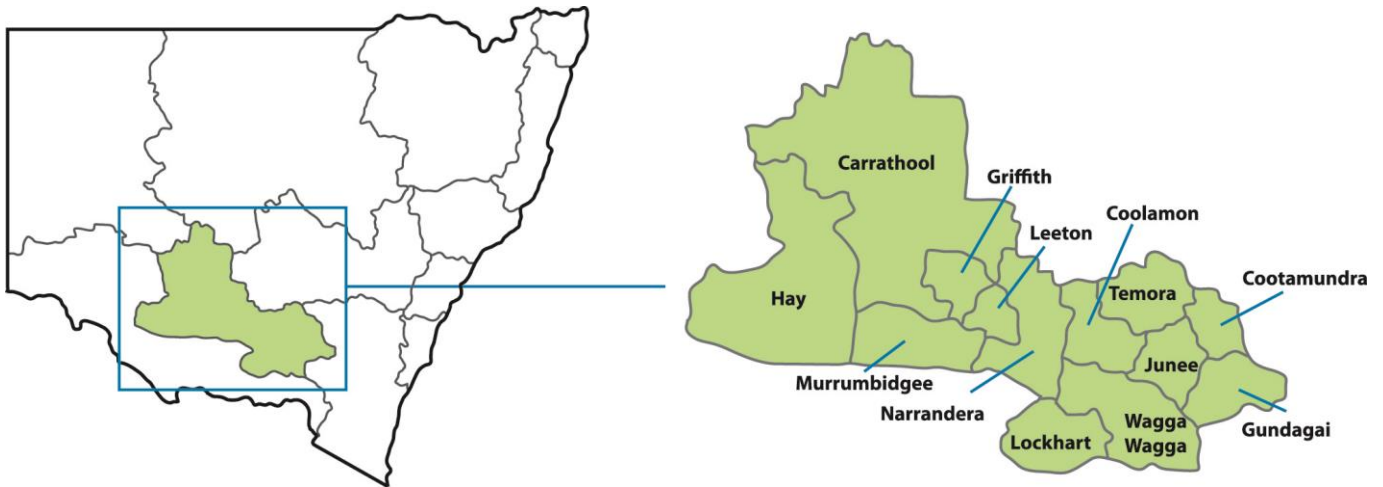 Carrathool
Griffith
Coolamon
Leeton
Cootamundra
Temora
Hay
Junee
Murrumbidgee
Narrandera
Wagga
Wagga
Gundagai
Lockhart